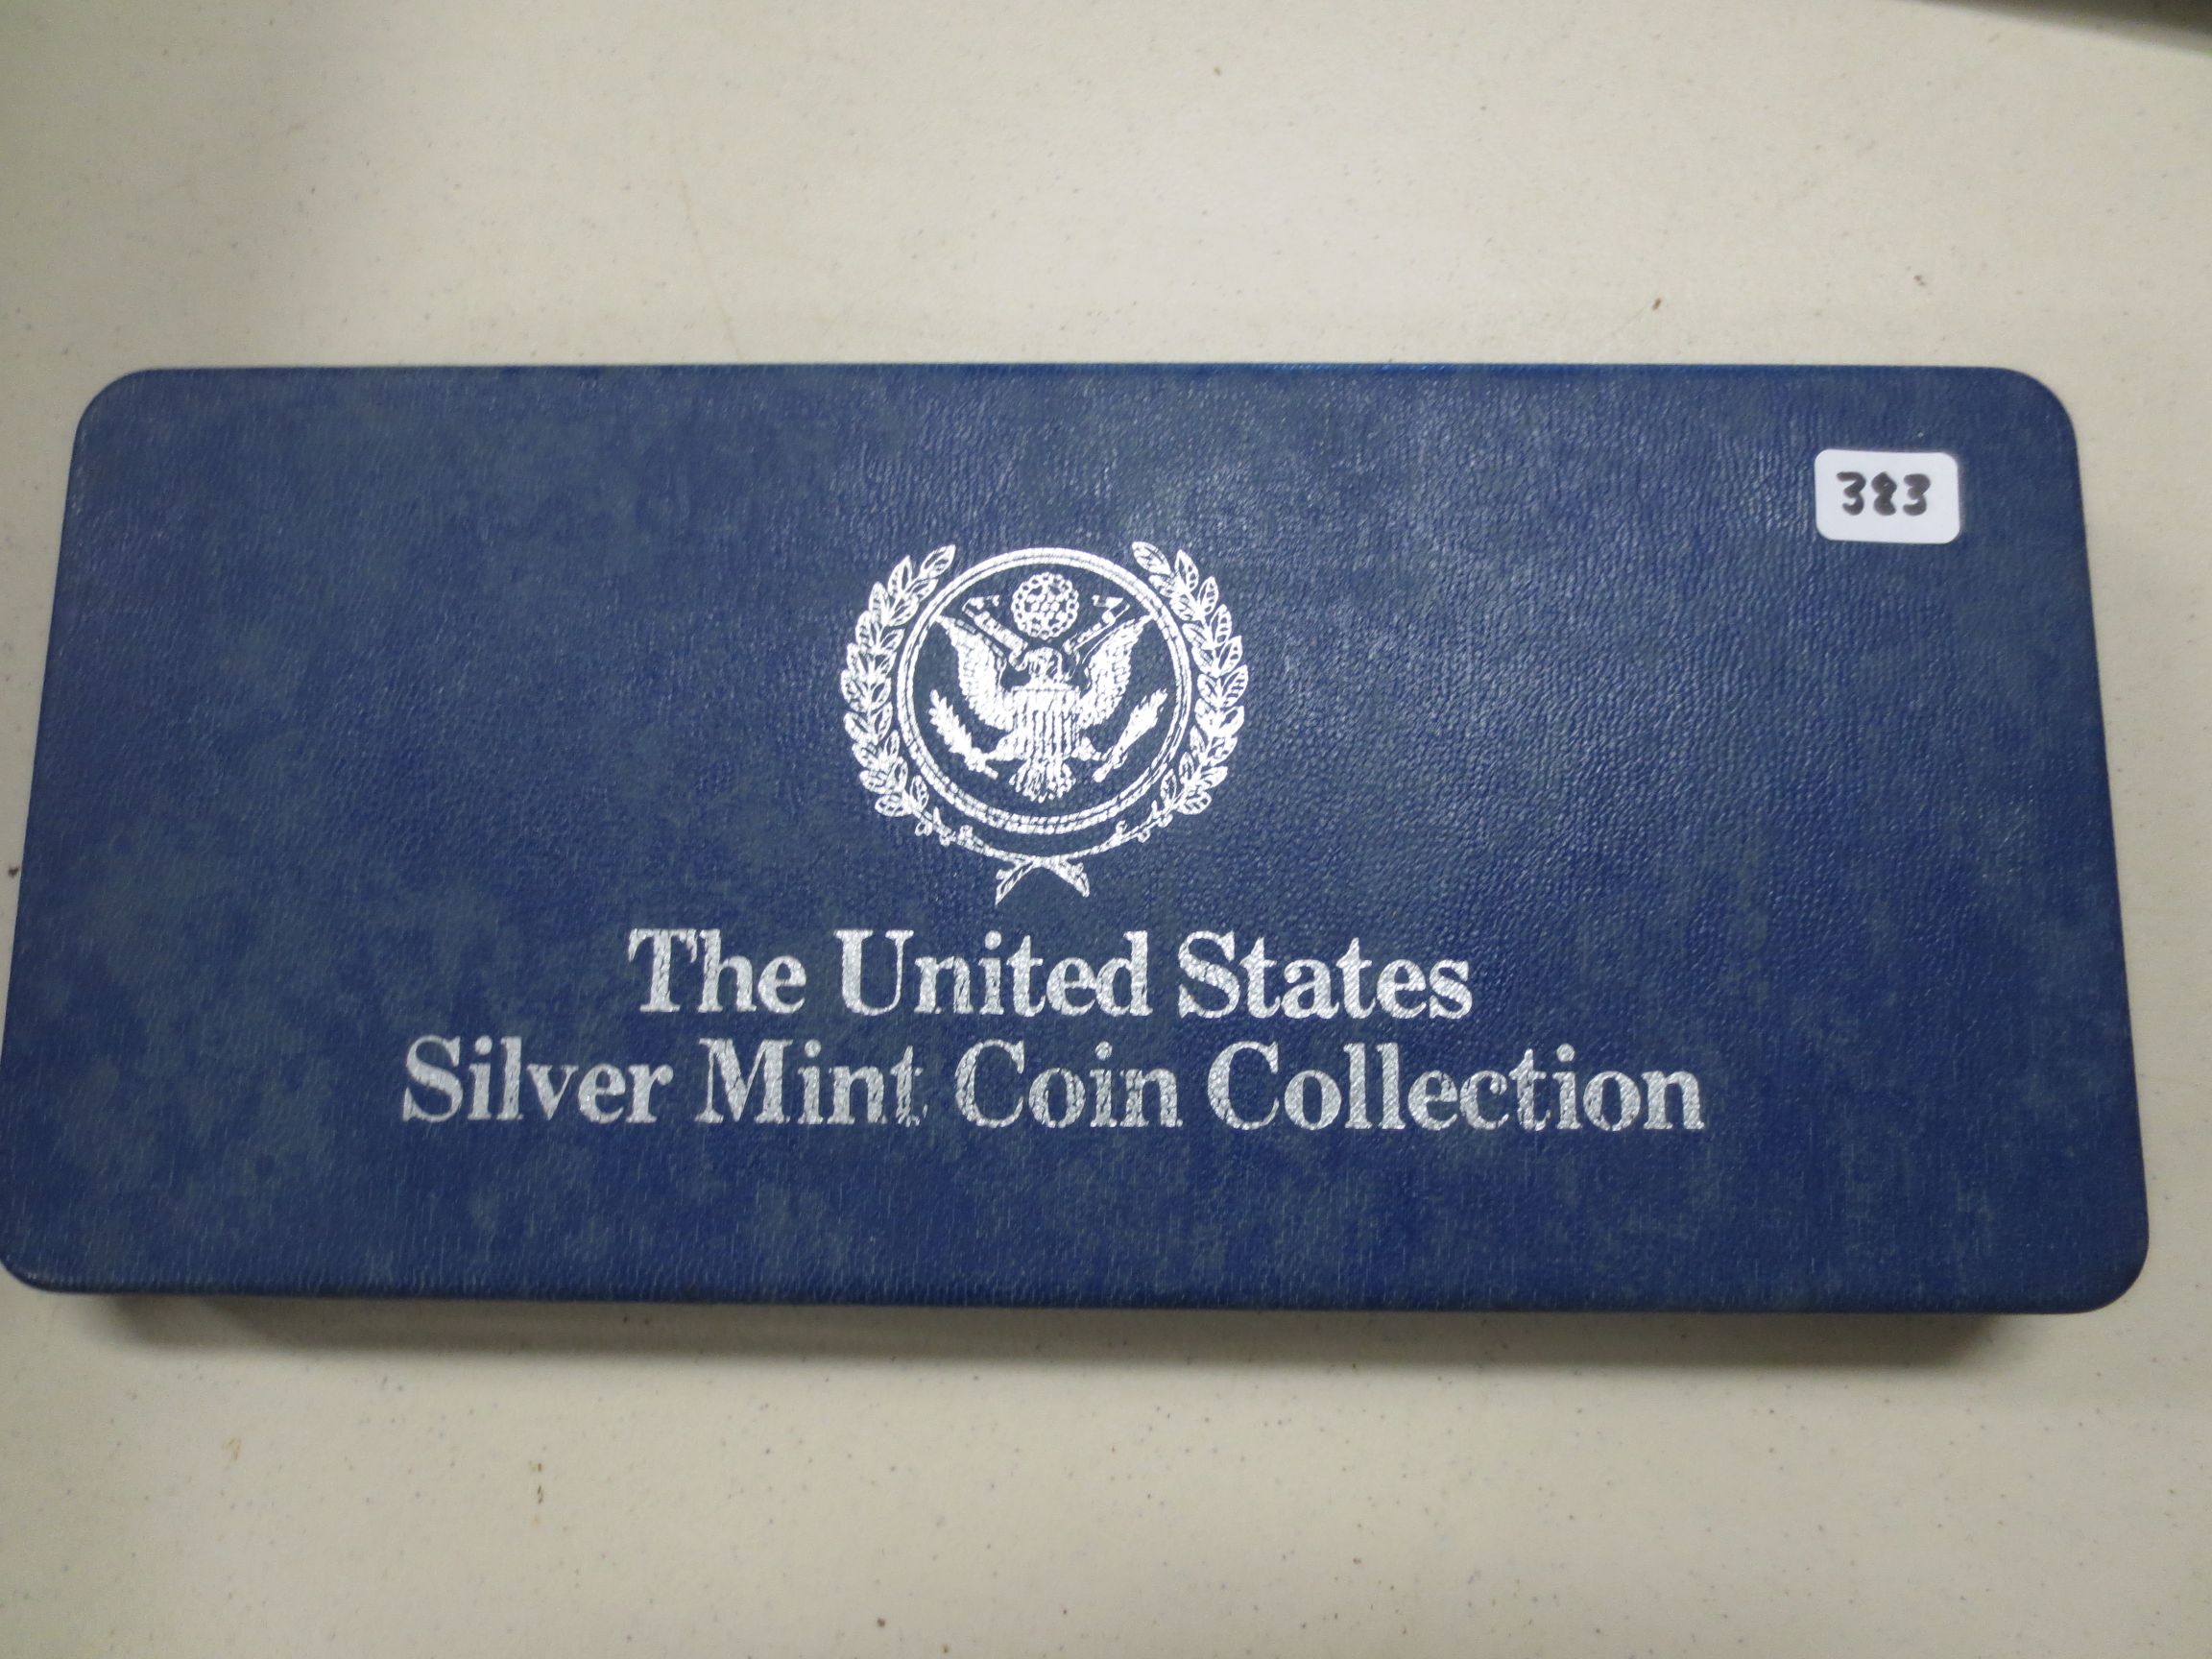 383
The United States
Silver Mint Coin Collection